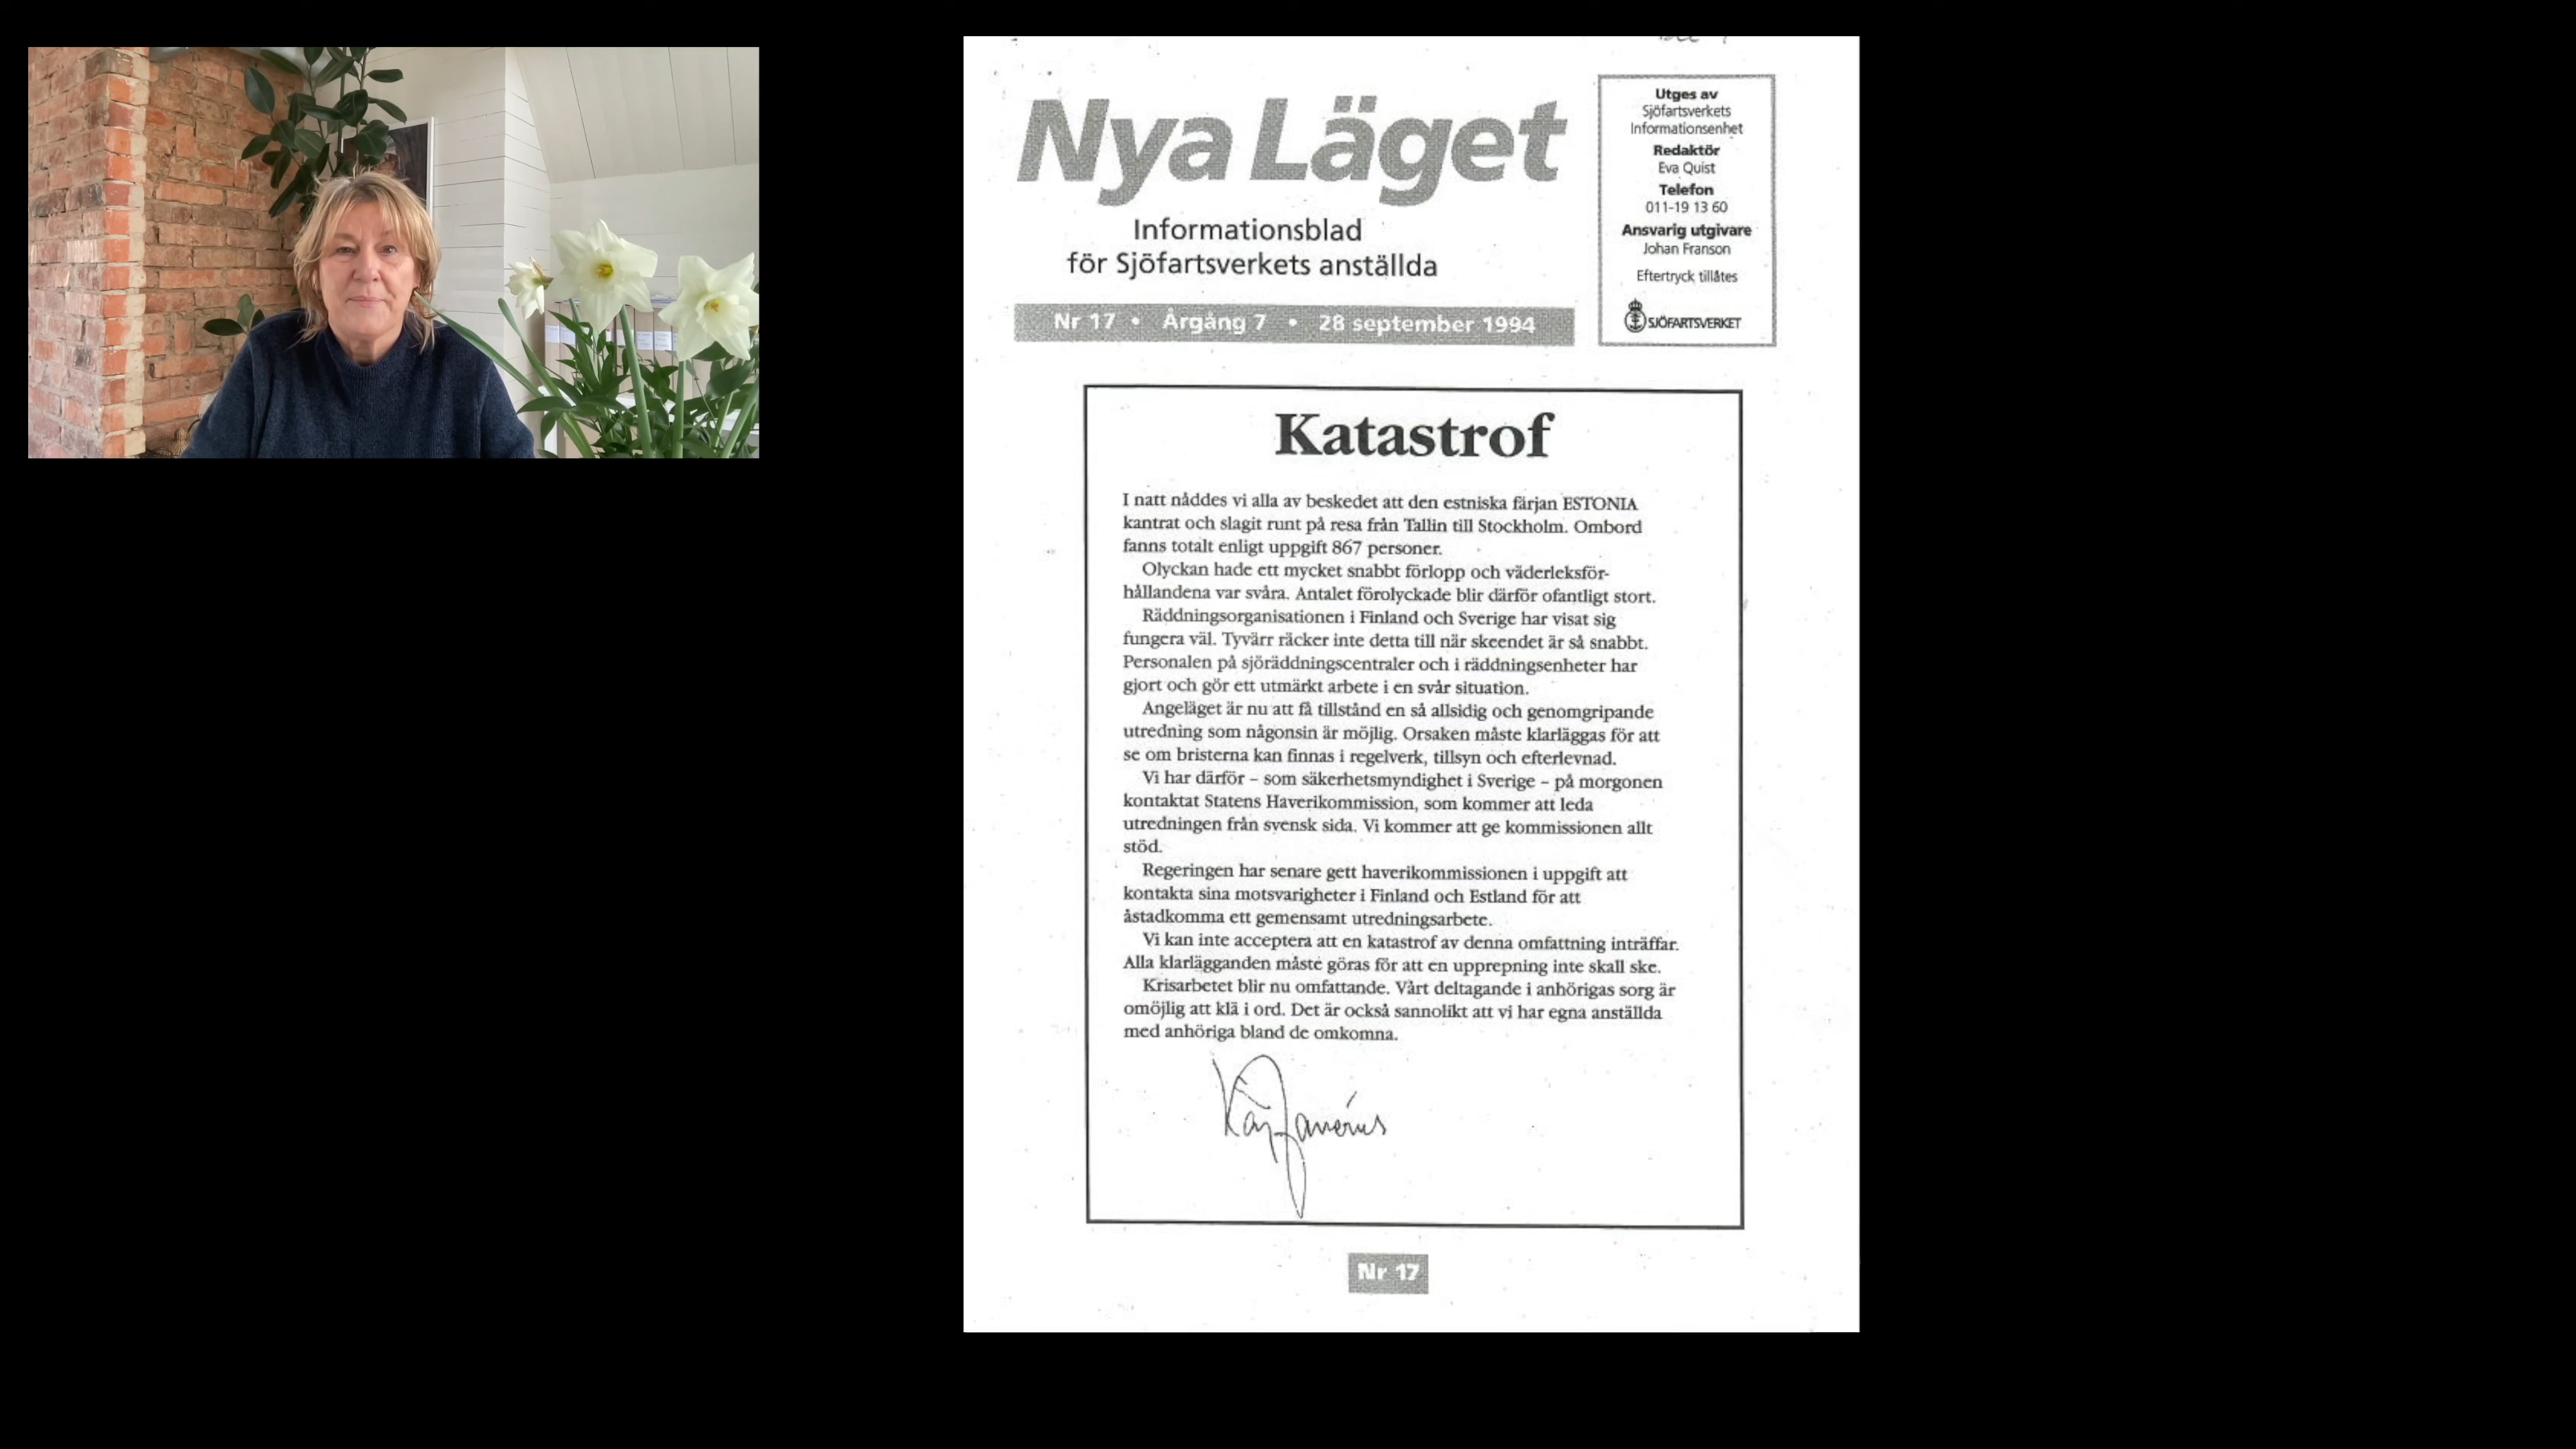 Nya Läget
Informationsblad
för Sjöfartsverkets anställda
Nr 17 • Årgång 7 • 28 september 1994
Utges av
Sjöfartsverkets
Informationsenhet
Redaktör
Eva Quist
Telefon
011-19 13 60
Ansvarig utgivare
Johan Franson
Eftertryck tillåtes
SJÖFARTSVERKET
Katastrof
I natt nåddes vi alla av beskedet att den estniska färjan ESTONIA
kantrat och slagit runt på resa från Tallin till Stockholm. Ombord
fanns totalt enligt uppgift 867 personer.
Olyckan hade ett mycket snabbt förlopp och väderleksför-
hållandena var svåra. Antalet förolyckade blir därför ofantligt stort.
Räddningsorganisationen i Finland och Sverige har visat sig
fungera väl. Tyvärr räcker inte detta till när skeendet är så snabbt.
Personalen på sjöräddningscentraler och i räddningsenheter har
gjort och gör ett utmärkt arbete i en svår situation.
Angeläget är nu att få tillstånd en så allsidig och genomgripande
utredning som någonsin är möjlig. Orsaken måste klarläggas för att
se om bristerna kan finnas i regelverk, tillsyn och efterlevnad.
Vi har därför – som säkerhetsmyndighet i Sverige – på morgonen
kontaktat Statens Haverikommission, som kommer att leda
utredningen från svensk sida. Vi kommer att ge kommissionen allt
stöd.
Regeringen har senare gett haverikommissionen i uppgift att
kontakta sina motsvarigheter i Finland och Estland för att
åstadkomma ett gemensamt utredningsarbete.
Vi kan inte acceptera att en katastrof av denna omfattning inträffar.
Alla klarlägganden måste göras för att en upprepning inte skall ske.
Krisarbetet blir nu omfattande. Vårt deltagande i anhörigas sorg är
omöjlig att klä i ord. Det är också sannolikt att vi har egna anställda
med anhöriga bland de omkomna.
Nr 17